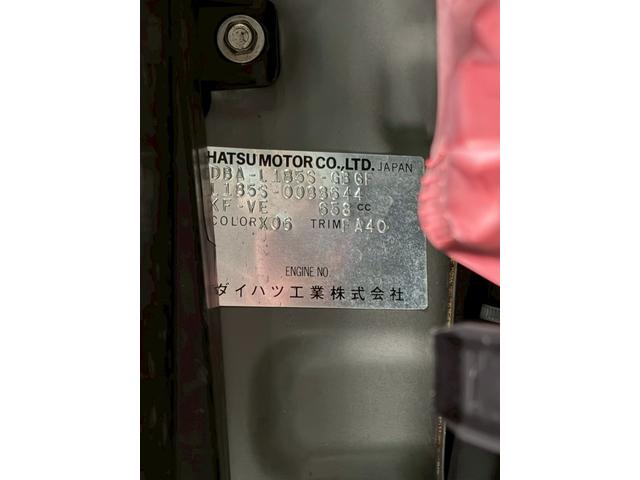 HATSU MOTOR CO.,LTD. JAPAN
DBA-L185S-GBGF
L185S-0083644
KF-VE 658 CC
COLOR X06 TRIM FA40
ENGINE NO.
ダイハツ工業株式会社